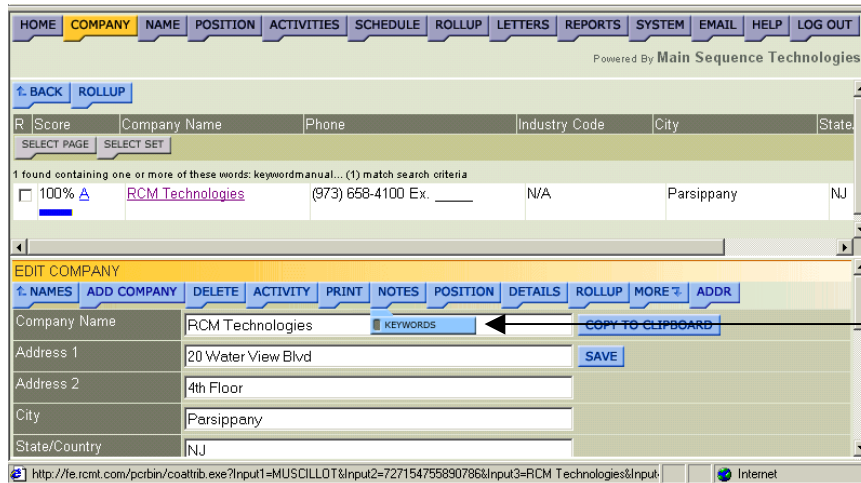 HOME COMPANY NAME POSITION ACTIVITIES SCHEDULE ROLLUP LETTERS REPORTS SYSTEM EMAIL HELP LOG OUT
Powered By Main Sequence Technologies
BACK ROLLUP
R Score Company Name Phone Industry Code City State
SELECT PAGE SELECT SET
1 found containing one or more of these words: keywordmanual... (1) match search criteria
100% A RCM Technologies (973) 658-4100 Ex. _____ N/A Parsippany NJ
EDIT COMPANY
NAMES ADD COMPANY DELETE ACTIVITY PRINT NOTES POSITION DETAILS ROLLUP MORE ADDR
Company Name RCM Technologies KEYWORDS COPY TO CLIPBOARD
Address 1 20 Water View Blvd SAVE
Address 2 4th Floor
City Parsippany
State/Country NJ
http://fe.rcmt.com/pcrbin/coattrib.exe?Input1=MUSCILLOT&Input2=727154755890786&Input3=RCM Technologies&Input Internet